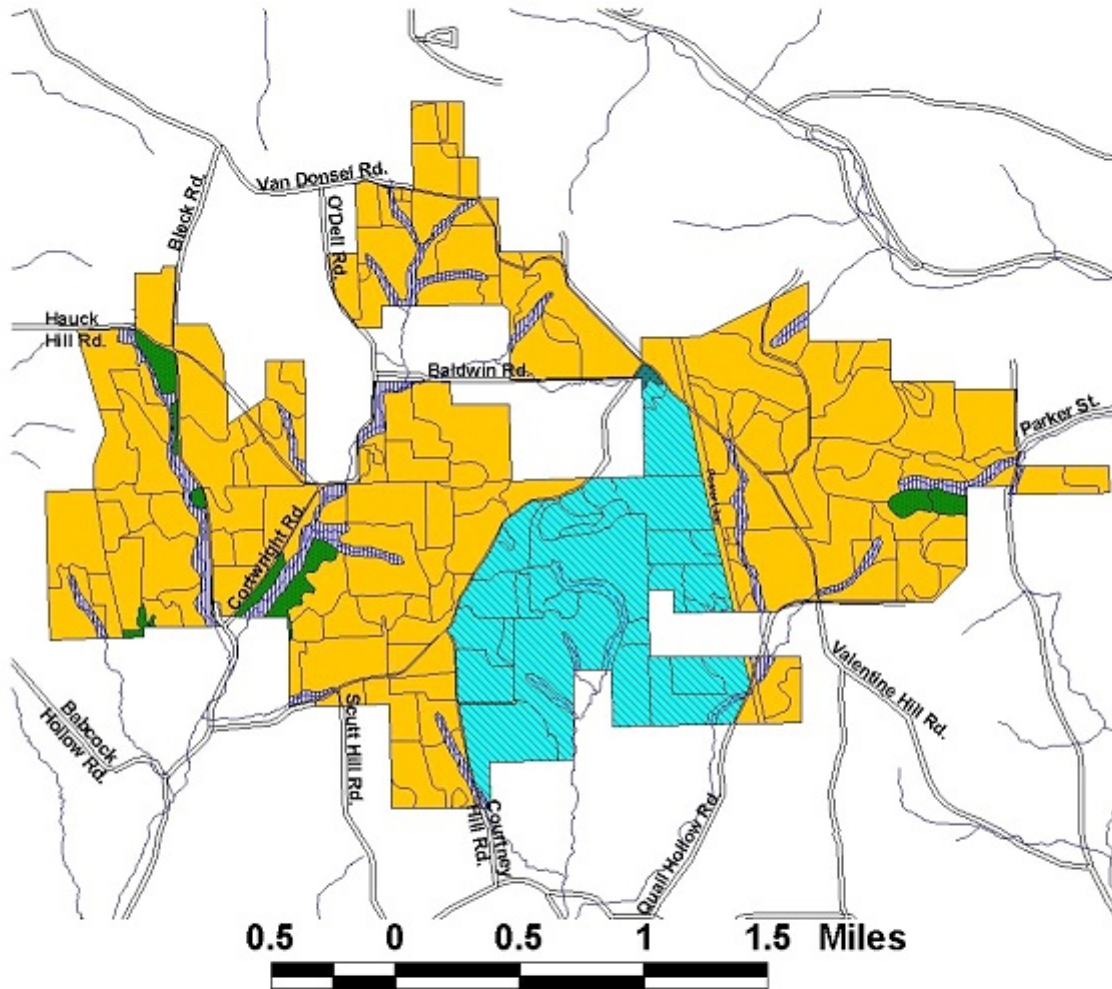 Van Donsel Rd.
Bleck Rd.
O'Dell Rd.
Hauck
Hill Rd.
Baldwin Rd.
Parker St.
Cortwright Rd.
Valentine Hill Rd.
Babcock
Hollow Rd.
Scutt Hill Rd.
Courtney
Hill Rd.
Quail Hollow Rd.
0.5 0 0.5 1 1.5 Miles